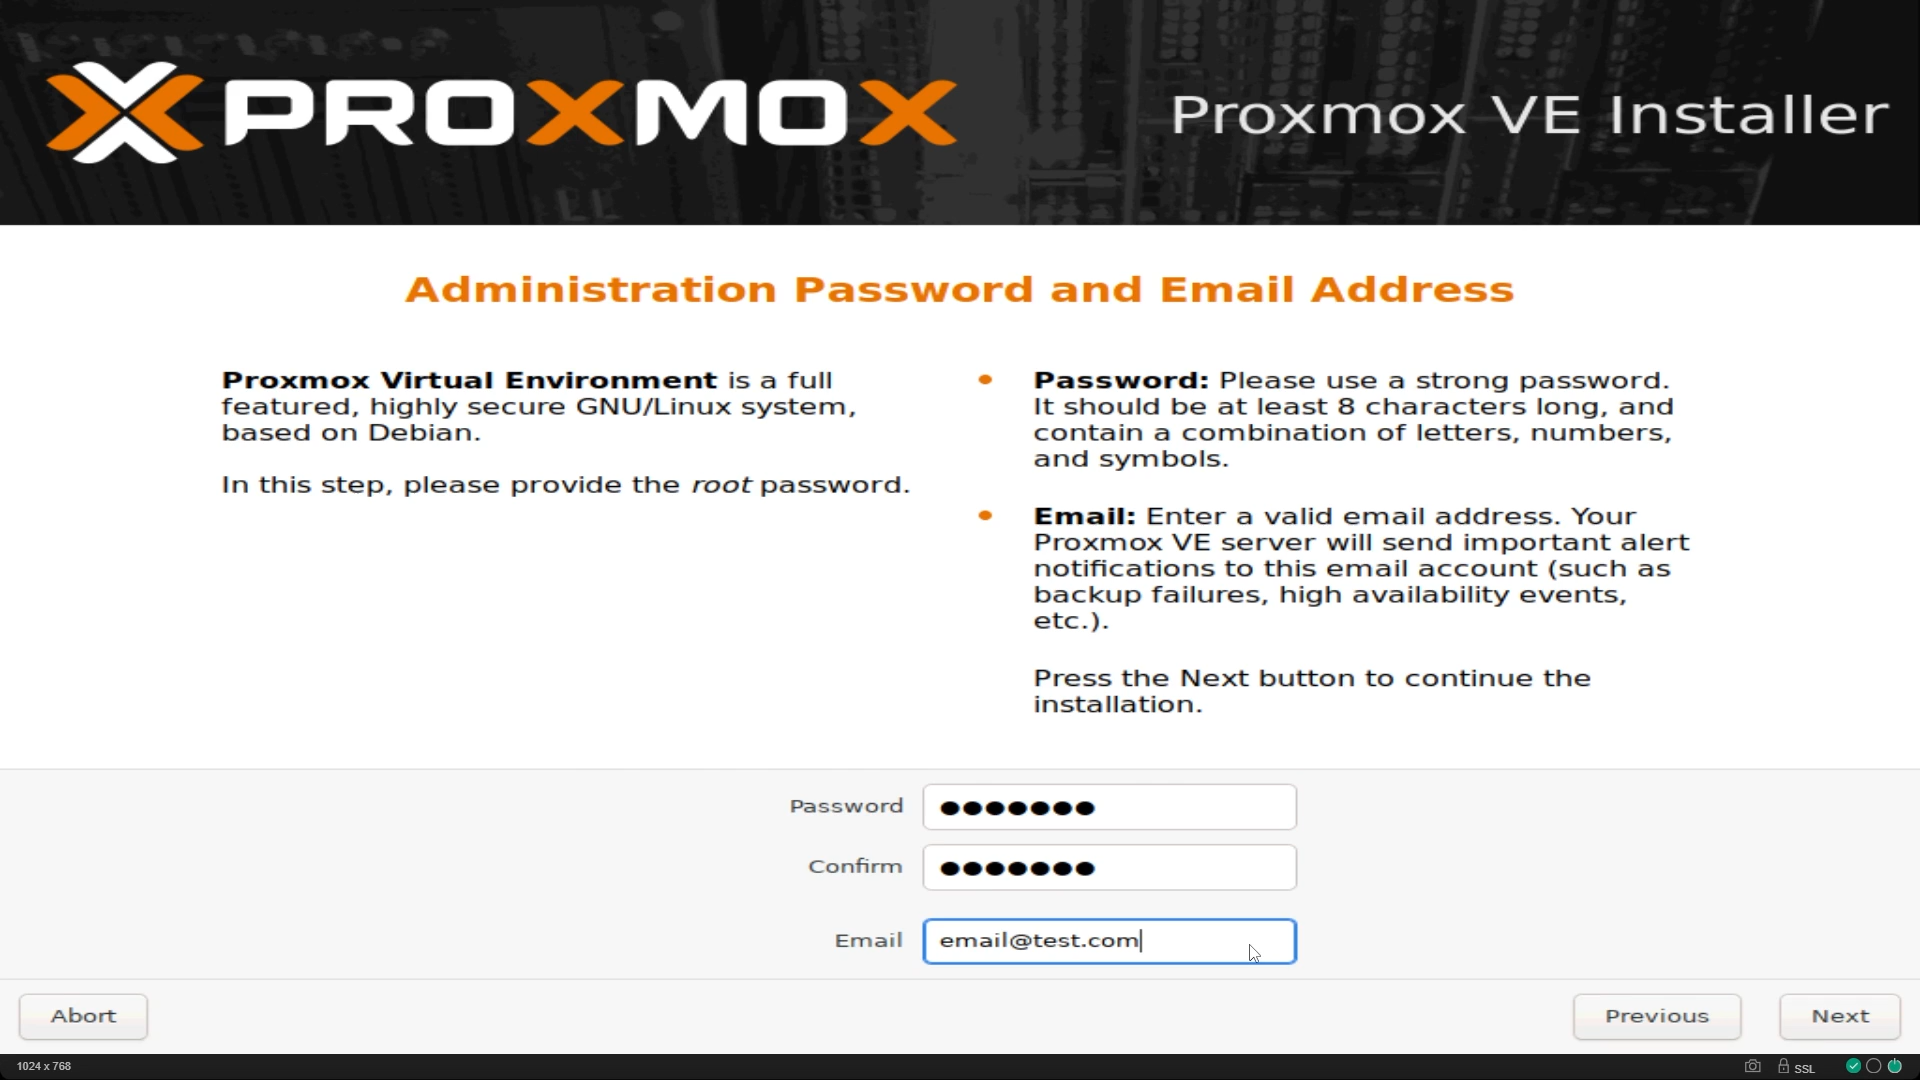 PROXMOX
Proxmox VE Installer
Administration Password and Email Address
Proxmox Virtual Environment is a full
featured, highly secure GNU/Linux system,
based on Debian.
In this step, please provide the root password.
Password: Please use a strong password.
It should be at least 8 characters long, and
contain a combination of letters, numbers,
and symbols.
Email: Enter a valid email address. Your
Proxmox VE server will send important alert
notifications to this email account (such as
backup failures, high availability events,
etc.).
Press the Next button to continue the
installation.
Password ●●●●●●●
Confirm ●●●●●●●
Email email@test.com
Abort Previous Next
1024 x 768 SSL